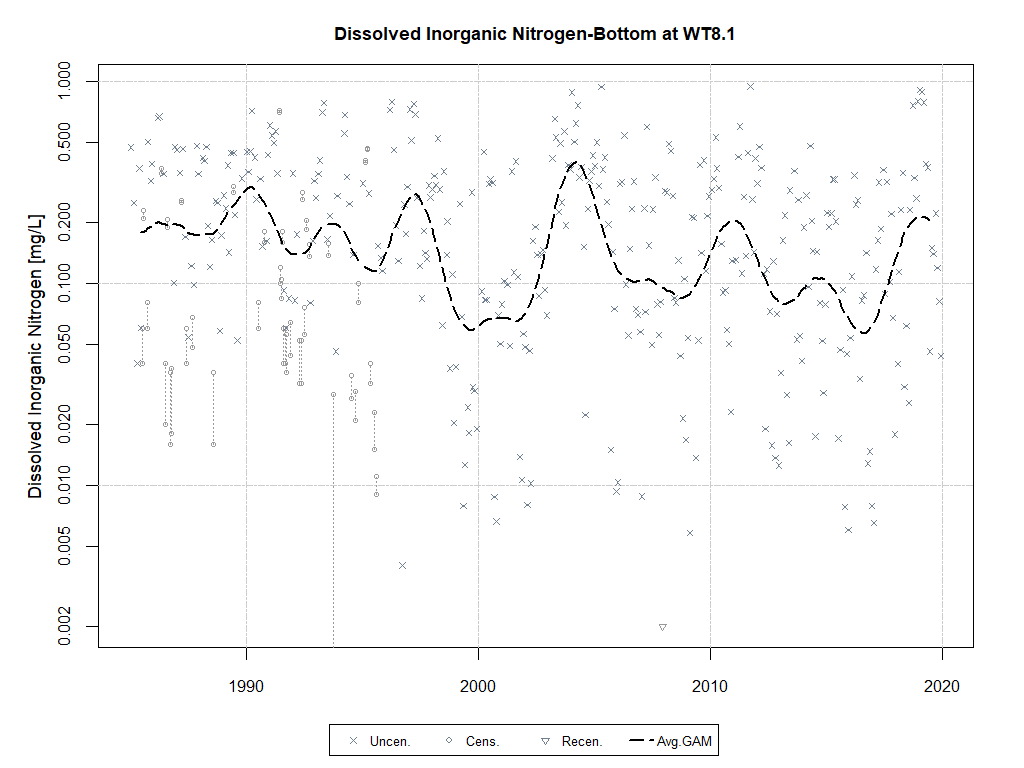 Dissolved Inorganic Nitrogen-Bottom at WT8.1
Dissolved Inorganic Nitrogen [mg/L]
1.000
0.500
0.200
0.100
0.050
0.020
0.010
0.005
0.002
1990 2000 2010 2020
Uncen. Cens. Recen. Avg.GAM